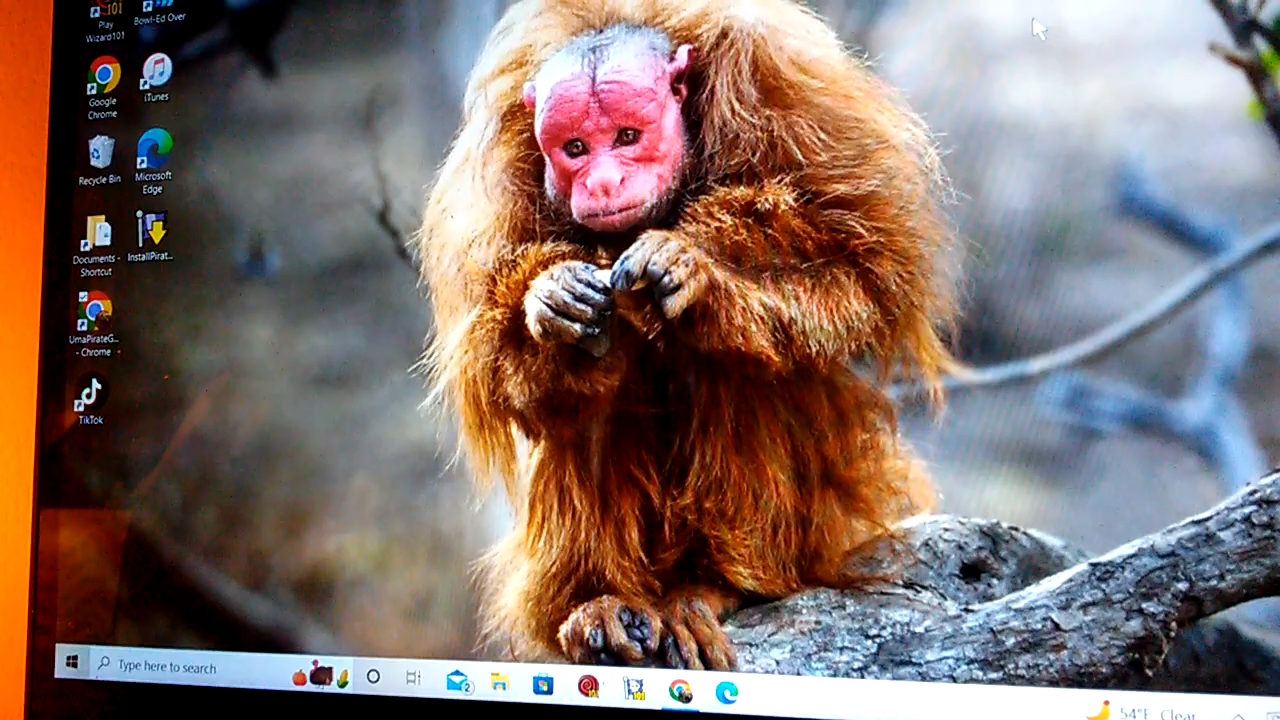 Play
Wizard101
Bowl-Ed Over
Google
Chrome
iTunes
Recycle Bin
Microsoft
Edge
Documents -
Shortcut
InstallPirat...
UmaPirateG...
- Chrome
TikTok
Type here to search
2
54°F Clear